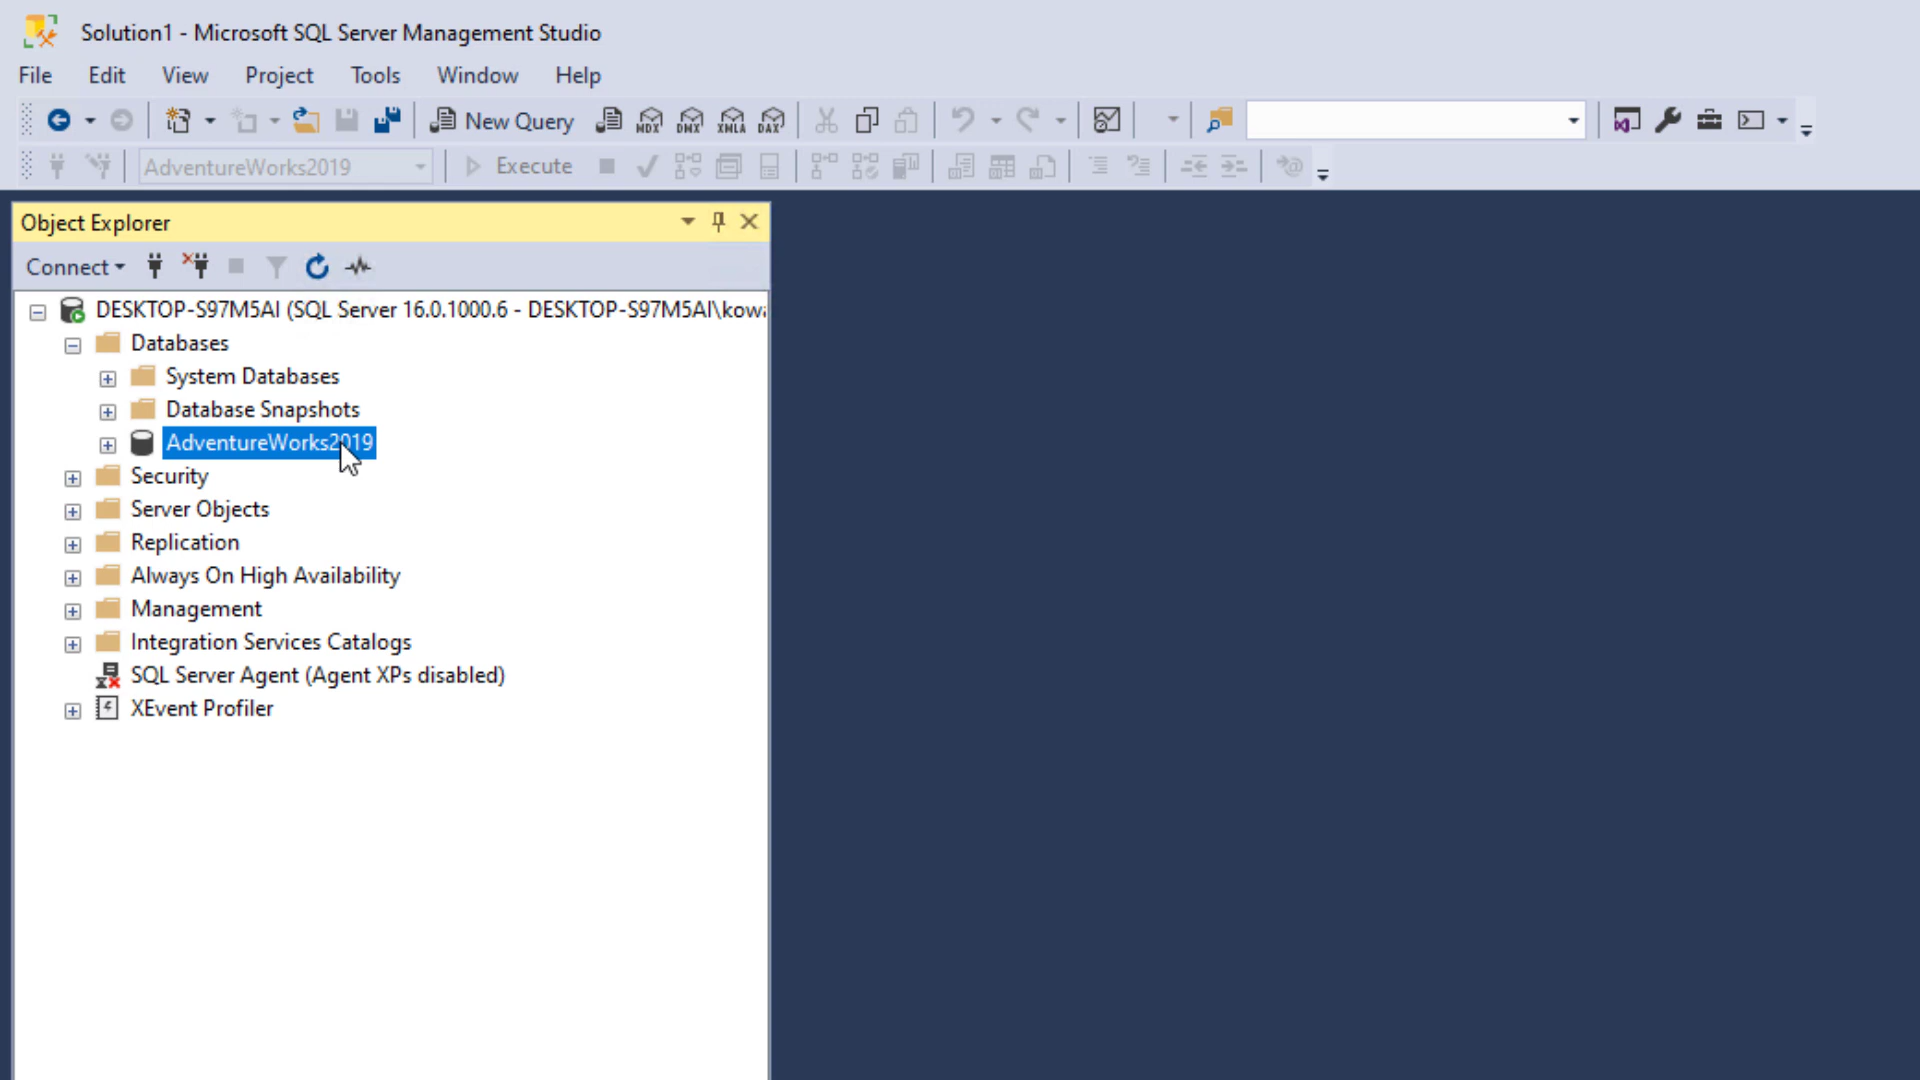 Solution1 - Microsoft SQL Server Management Studio
File Edit View Project Tools Window Help
New Query MDX DMX XMLA DAX
AdventureWorks2019 Execute
Object Explorer
Connect
DESKTOP-S97M5AI (SQL Server 16.0.1000.6 - DESKTOP-S97M5AI\kowa
Databases
System Databases
Database Snapshots
AdventureWorks2019
Security
Server Objects
Replication
Always On High Availability
Management
Integration Services Catalogs
SQL Server Agent (Agent XPs disabled)
XEvent Profiler